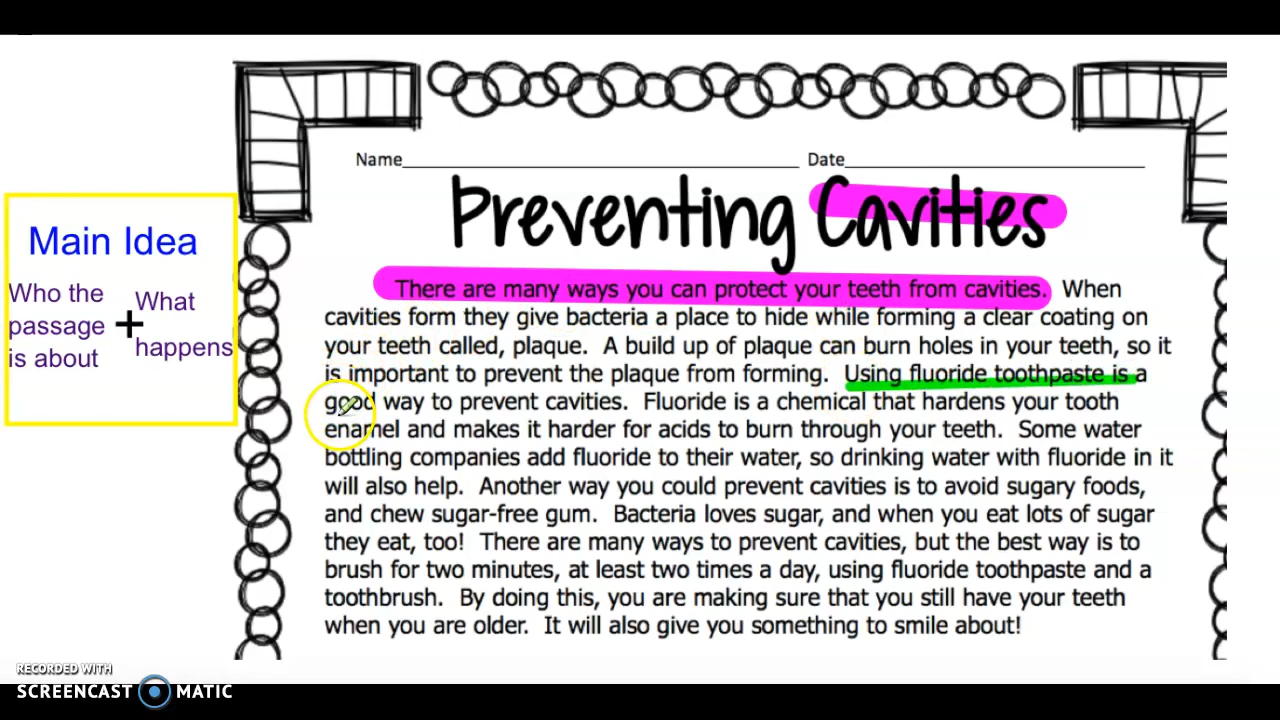 Name Date
Preventing Cavities
Main Idea
Who the
passage
is about
+
What
happens
There are many ways you can protect your teeth from cavities. When
cavities form they give bacteria a place to hide while forming a clear coating on
your teeth called, plaque. A build up of plaque can burn holes in your teeth, so it
is important to prevent the plaque from forming. Using fluoride toothpaste is a
good way to prevent cavities. Fluoride is a chemical that hardens your tooth
enamel and makes it harder for acids to burn through your teeth. Some water
bottling companies add fluoride to their water, so drinking water with fluoride in it
will also help. Another way you could prevent cavities is to avoid sugary foods,
and chew sugar-free gum. Bacteria loves sugar, and when you eat lots of sugar
they eat, too! There are many ways to prevent cavities, but the best way is to
brush for two minutes, at least two times a day, using fluoride toothpaste and a
toothbrush. By doing this, you are making sure that you still have your teeth
when you are older. It will also give you something to smile about!
RECORDED WITH
SCREENCAST MATIC